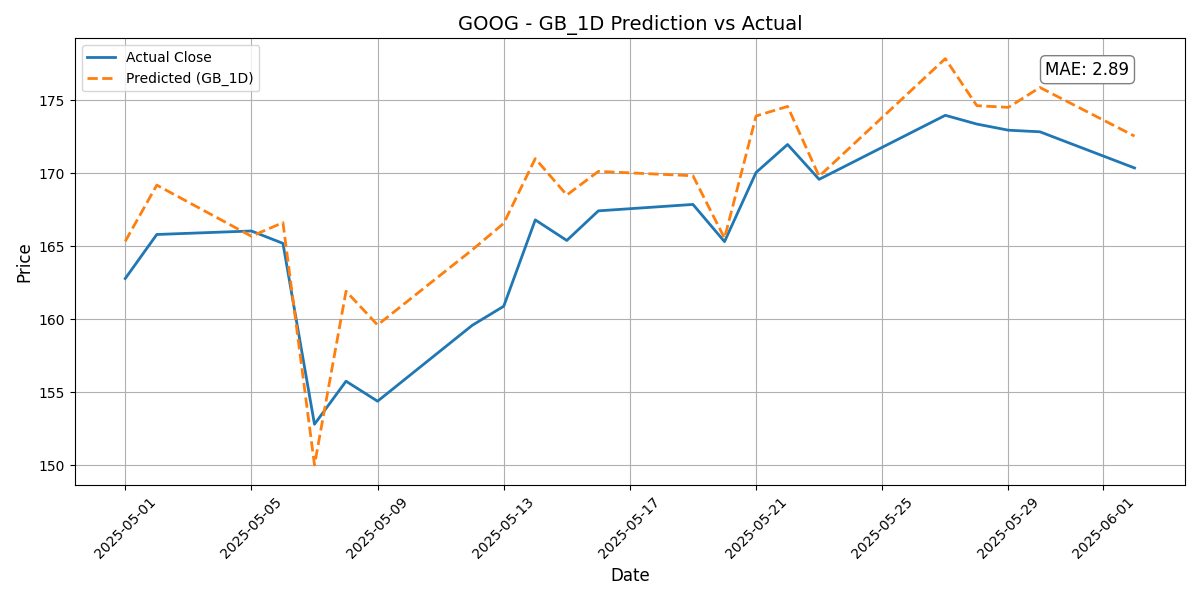 GOOG - GB_1D Prediction vs Actual
Actual Close
Predicted (GB_1D)
MAE: 2.89
Price
175
170
165
160
155
150
2025-05-01
2025-05-05
2025-05-09
2025-05-13
2025-05-17
2025-05-21
2025-05-25
2025-05-29
2025-06-01
Date